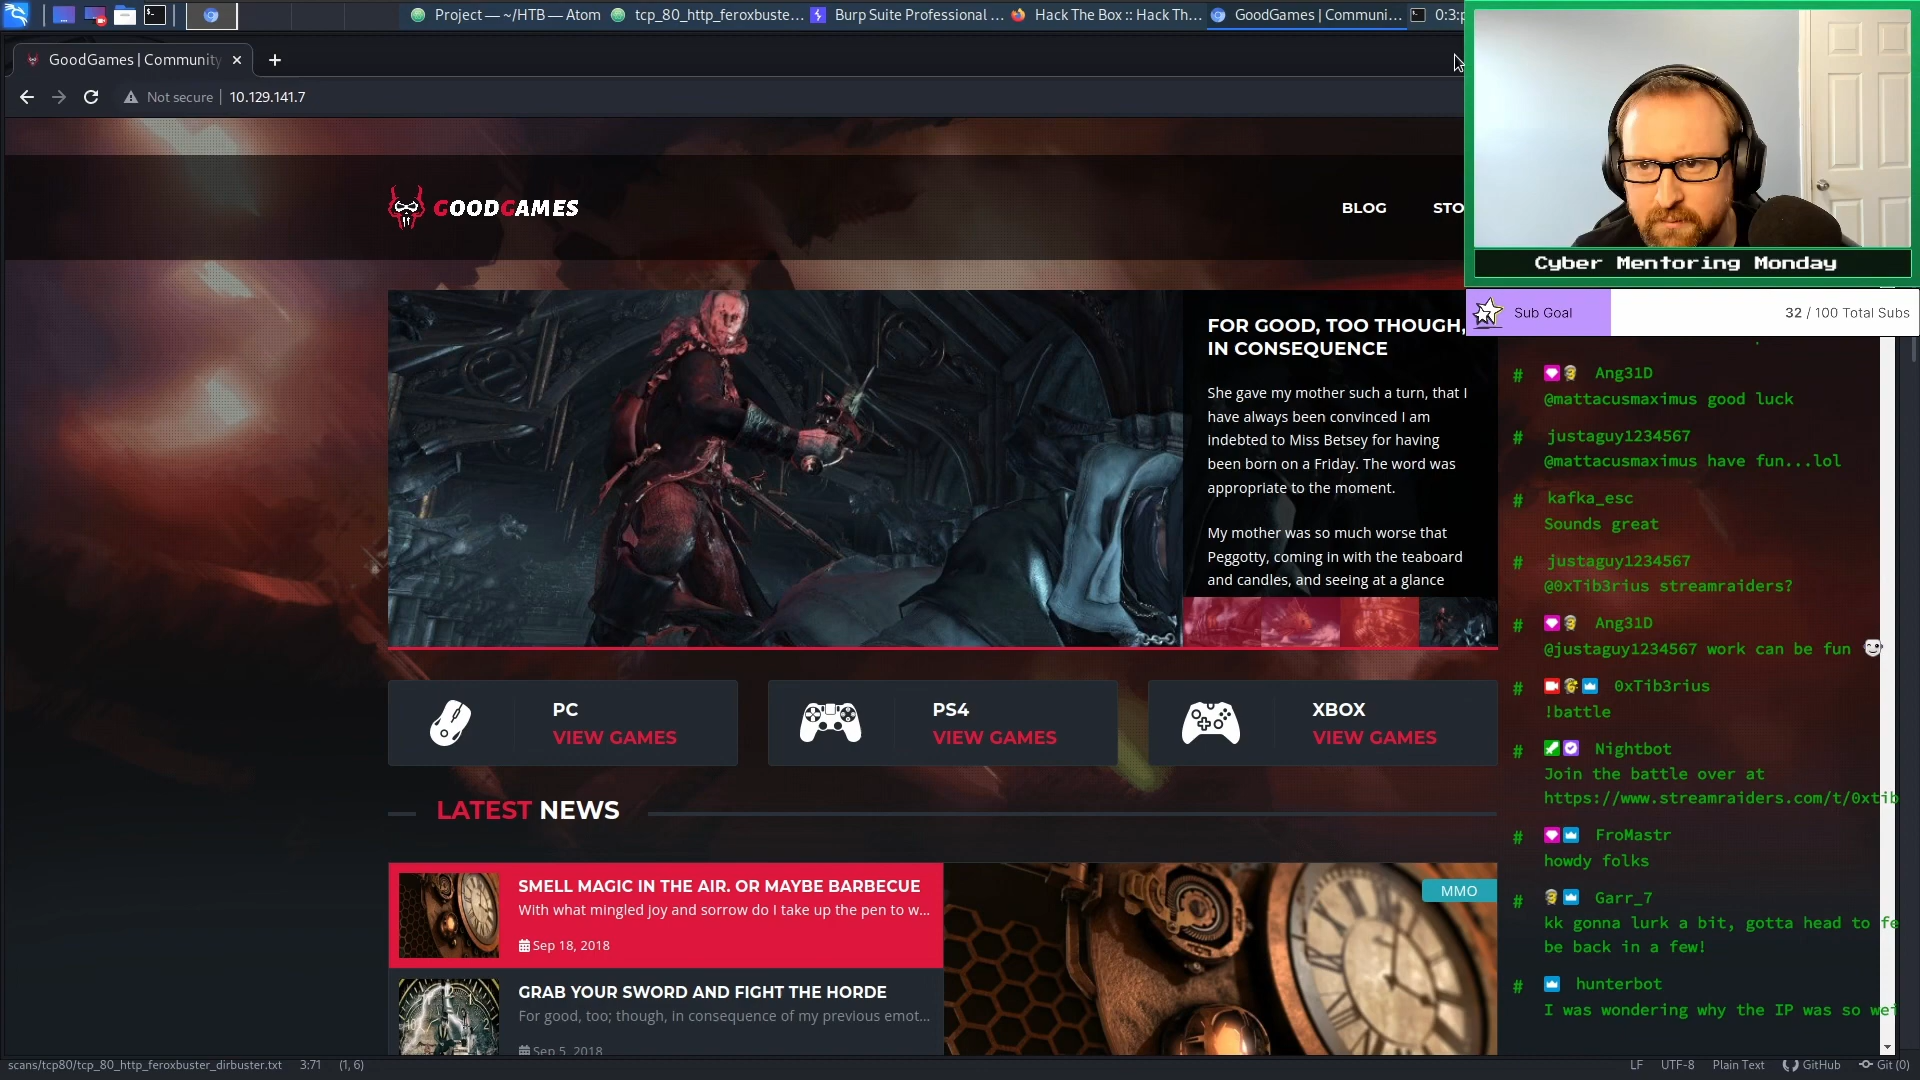 Project — ~/HTB — Atom
tcp_80_http_feroxbuste...
Burp Suite Professional ...
Hack The Box :: Hack Th...
GoodGames | Communi...
0:3:p
GoodGames | Community
Not secure
10.129.141.7
GOODGAMES
BLOG
STO
FOR GOOD, TOO THOUGH,
IN CONSEQUENCE
She gave my mother such a turn, that I
have always been convinced I am
indebted to Miss Betsey for having
been born on a Friday. The word was
appropriate to the moment.
My mother was so much worse that
Peggotty, coming in with the teaboard
and candles, and seeing at a glance
PC
VIEW GAMES
PS4
VIEW GAMES
XBOX
VIEW GAMES
LATEST NEWS
SMELL MAGIC IN THE AIR. OR MAYBE BARBECUE
With what mingled joy and sorrow do I take up the pen to w...
Sep 18, 2018
GRAB YOUR SWORD AND FIGHT THE HORDE
For good, too; though, in consequence of my previous emot...
Sep 5, 2018
MMO
Cyber Mentoring Monday
Sub Goal
32 / 100 Total Subs
# Ang31D
@mattacusmaximus good luck
# justaguy1234567
@mattacusmaximus have fun...lol
# kafka_esc
Sounds great
# justaguy1234567
@0xTib3rius streamraiders?
# Ang31D
@justaguy1234567 work can be fun
# 0xTib3rius
!battle
# Nightbot
Join the battle over at
https://www.streamraiders.com/t/0xtib
# FroMastr
howdy folks
# Garr_7
kk gonna lurk a bit, gotta head to fe
be back in a few!
# hunterbot
I was wondering why the IP was so wei
scans/tcp80/tcp_80_http_feroxbuster_dirbuster.txt
3:71
(1, 6)
LF
UTF-8
Plain Text
GitHub
Git (0)